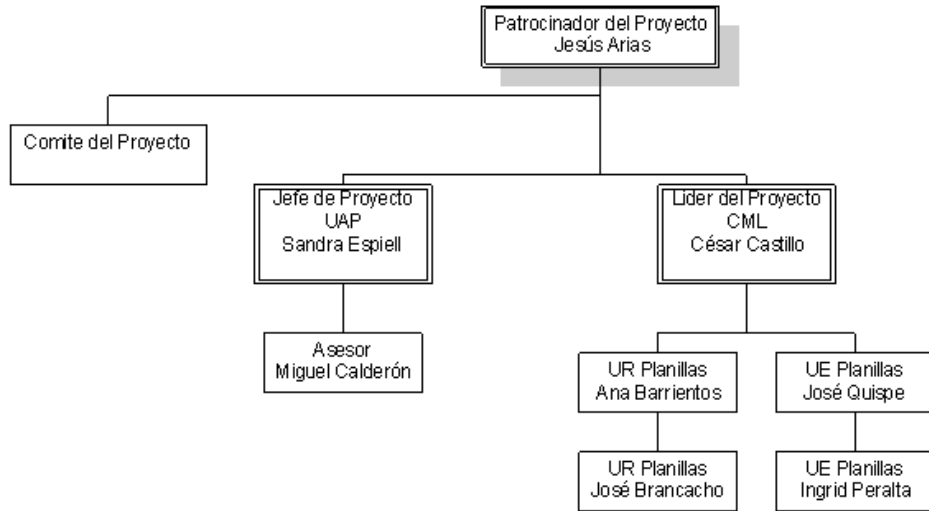 Patrocinador del Proyecto
Jesús Arias
Comite del Proyecto
Jefe de Proyecto
UAP
Sandra Espiell
Lider del Proyecto
CML
César Castillo
Asesor
Miguel Calderón
UR Planillas
Ana Barrientos
UE Planillas
José Quispe
UR Planillas
José Brancacho
UE Planillas
Ingrid Peralta